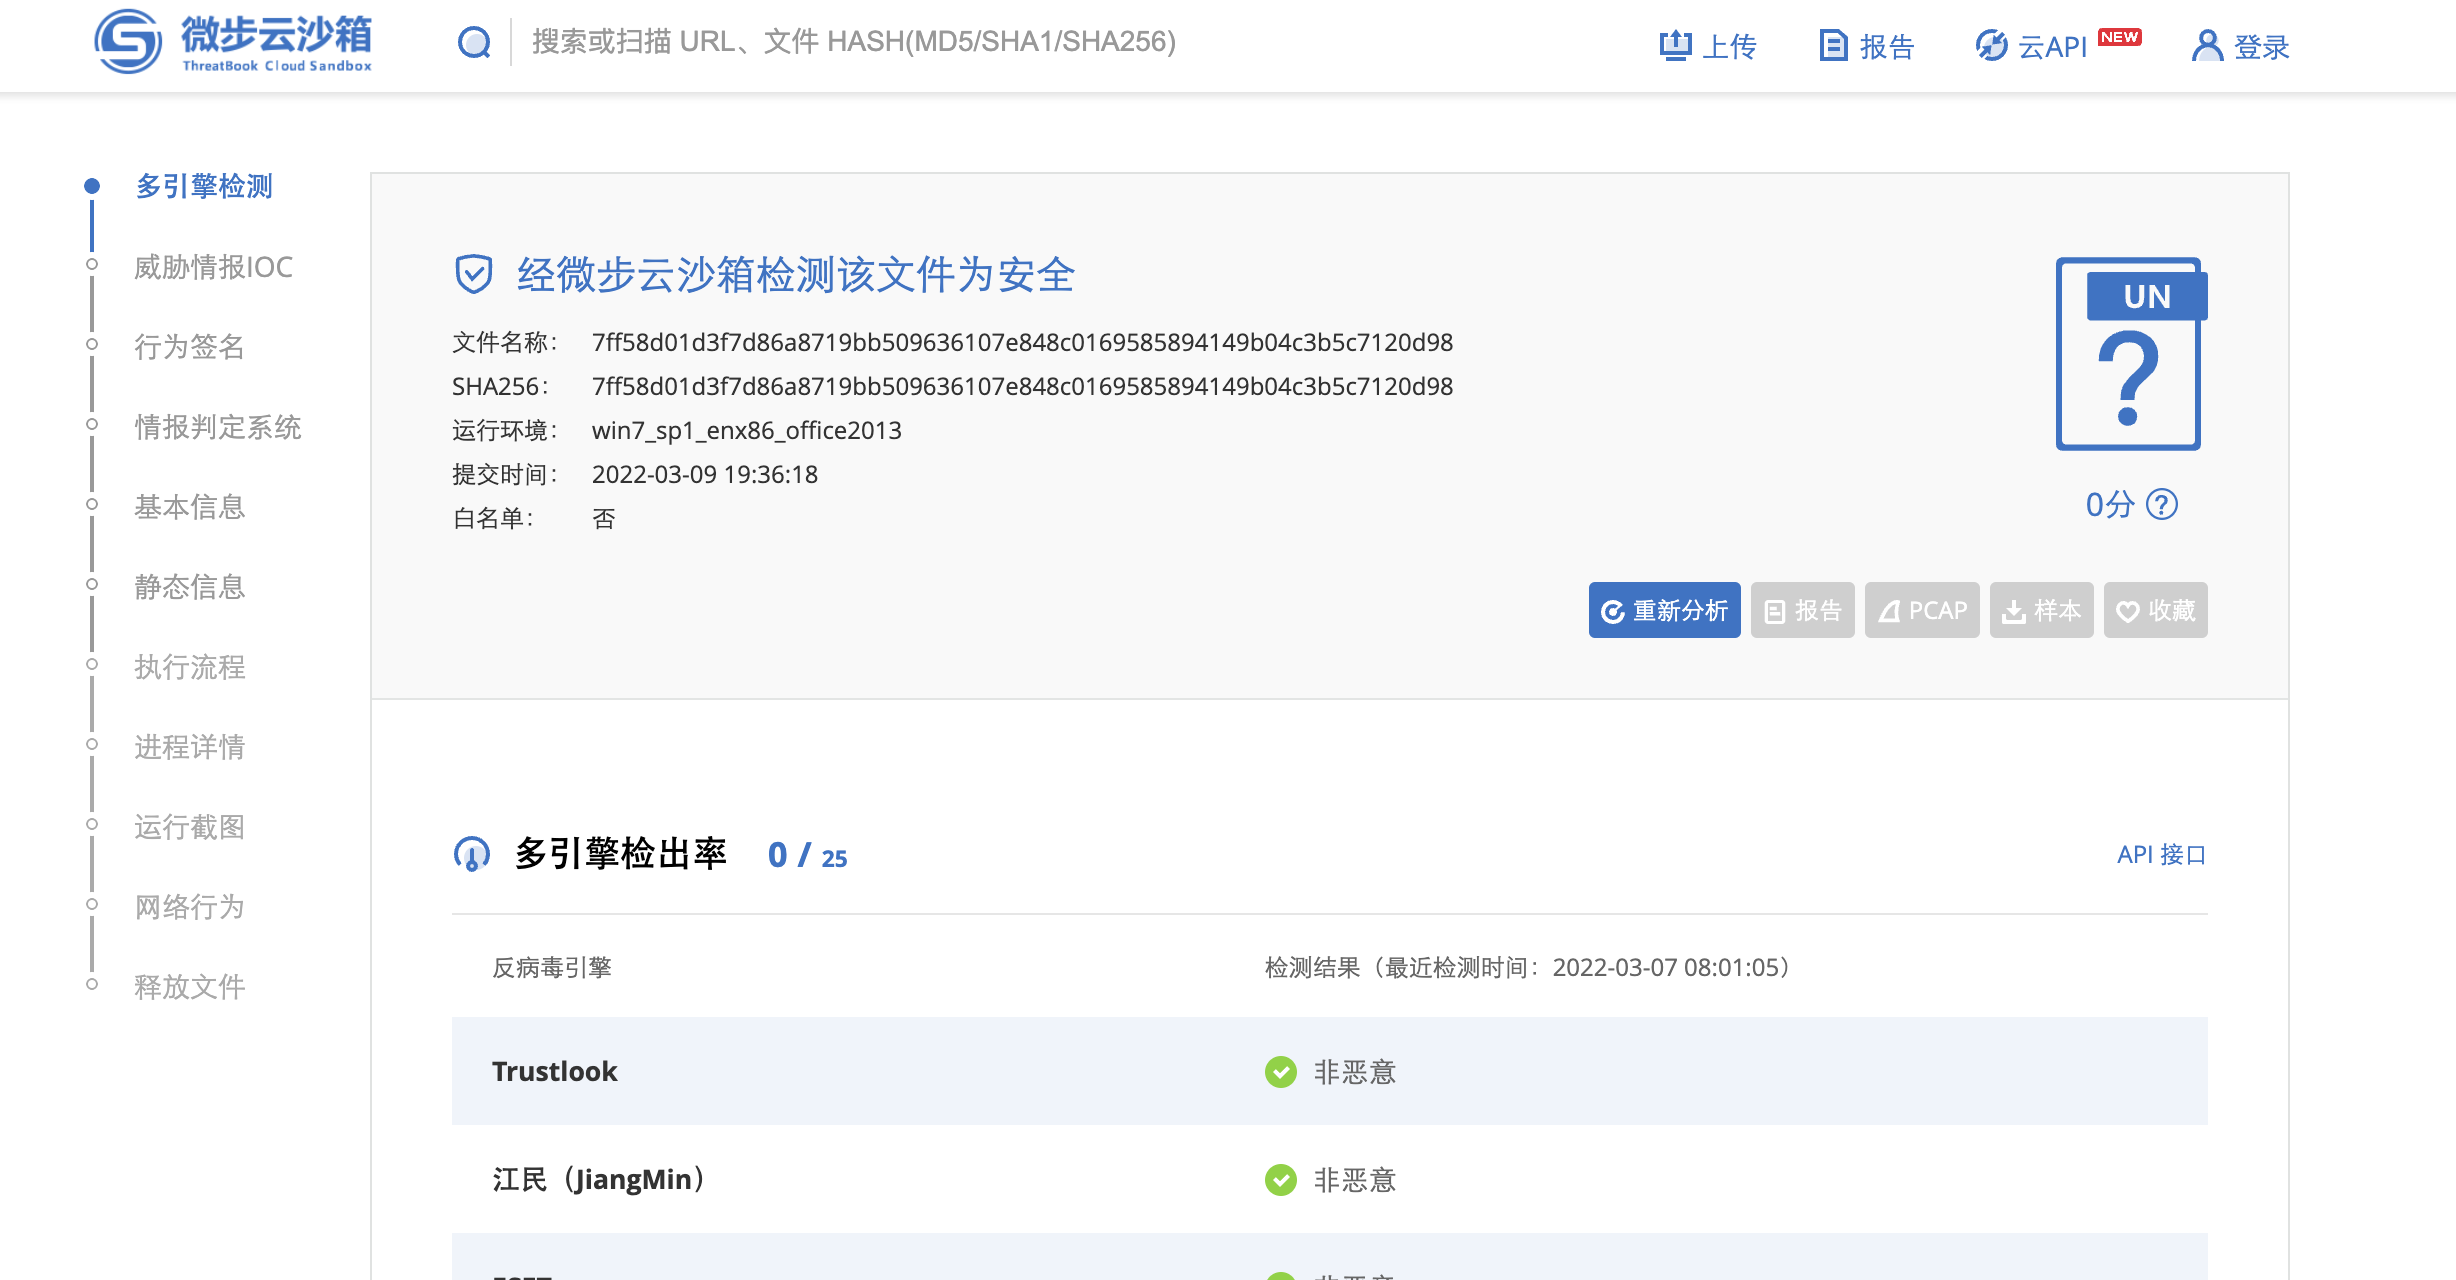 微步云沙箱
ThreatBook Cloud Sandbox
搜索或扫描 URL、文件 HASH(MD5/SHA1/SHA256)
上传
报告
云API NEW
登录
多引擎检测
威胁情报IOC
行为签名
情报判定系统
基本信息
静态信息
执行流程
进程详情
运行截图
网络行为
释放文件
经微步云沙箱检测该文件为安全
文件名称： 7ff58d01d3f7d86a8719bb509636107e848c0169585894149b04c3b5c7120d98
SHA256： 7ff58d01d3f7d86a8719bb509636107e848c0169585894149b04c3b5c7120d98
运行环境： win7_sp1_enx86_office2013
提交时间： 2022-03-09 19:36:18
白名单： 否
UN
?
0分 ?
重新分析
报告
PCAP
样本
收藏
多引擎检出率 0 / 25
API 接口
反病毒引擎 检测结果（最近检测时间：2022-03-07 08:01:05）
Trustlook 非恶意
江民（JiangMin） 非恶意